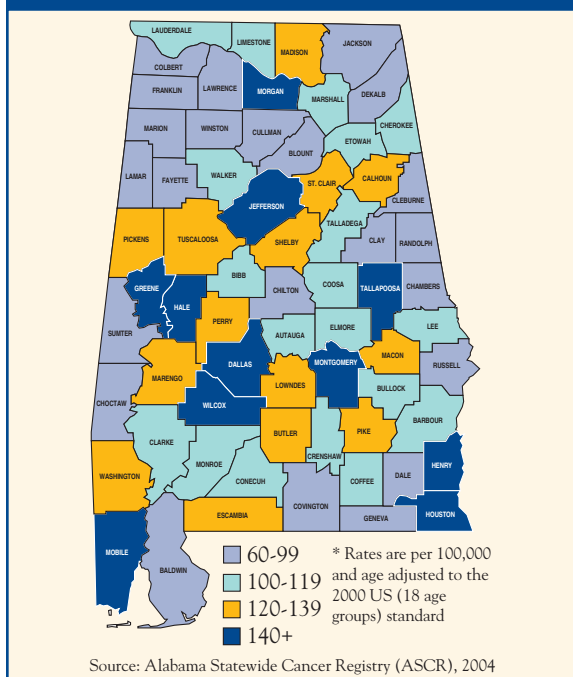 LAUDERDALE
LIMESTONE
MADISON
JACKSON
COLBERT
FRANKLIN
LAWRENCE
MORGAN
MARSHALL
DEKALB
CHEROKEE
MARION
WINSTON
CULLMAN
BLOUNT
ETOWAH
LAMAR
FAYETTE
WALKER
JEFFERSON
ST. CLAIR
CALHOUN
CLEBURNE
PICKENS
TUSCALOOSA
SHELBY
TALLADEGA
CLAY
RANDOLPH
GREENE
HALE
BIBB
CHILTON
COOSA
TALLAPOOSA
CHAMBERS
SUMTER
PERRY
AUTAUGA
ELMORE
LEE
MARENGO
DALLAS
LOWNDES
MONTGOMERY
MACON
RUSSELL
CHOCTAW
WILCOX
BULLOCK
BARBOUR
CLARKE
MONROE
BUTLER
CRENSHAW
PIKE
HENRY
WASHINGTON
CONECUH
COVINGTON
COFFEE
DALE
ESCAMBIA
GENEVA
HOUSTON
MOBILE
BALDWIN
60-99
100-119
120-139
140+
* Rates are per 100,000
and age adjusted to the
2000 US (18 age
groups) standard
Source: Alabama Statewide Cancer Registry (ASCR), 2004